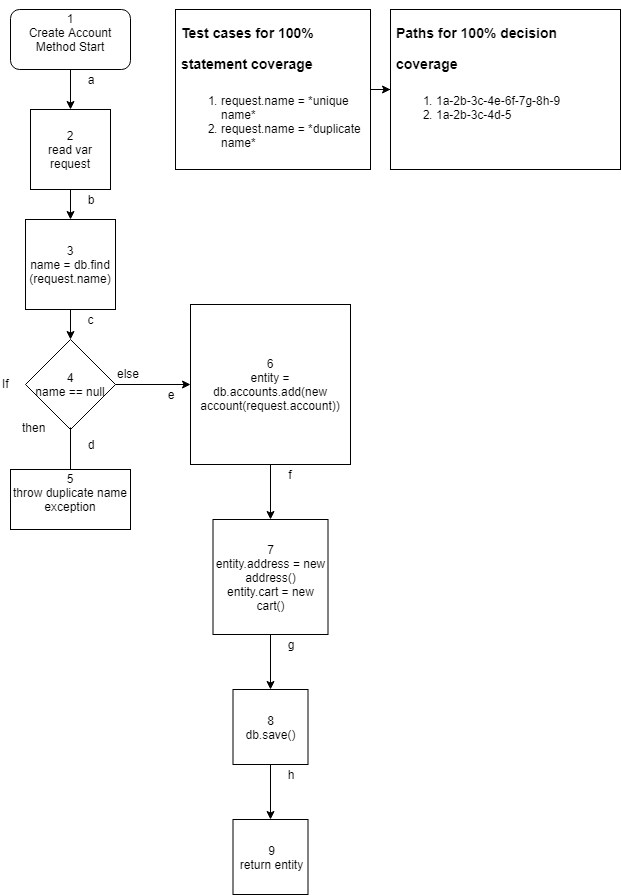 1
Create Account
Method Start
a
2
read var
request
b
3
name = db.find
(request.name)
c
If
4
name == null
else
e
then
d
5
throw duplicate name
exception
6
entity =
db.accounts.add(new
account(request.account))
f
7
entity.address = new
address()
entity.cart = new
cart()
g
8
db.save()
h
9
return entity
Test cases for 100%
statement coverage
1. request.name = *unique
name*
2. request.name = *duplicate
name*
Paths for 100% decision
coverage
1. 1a-2b-3c-4e-6f-7g-8h-9
2. 1a-2b-3c-4d-5